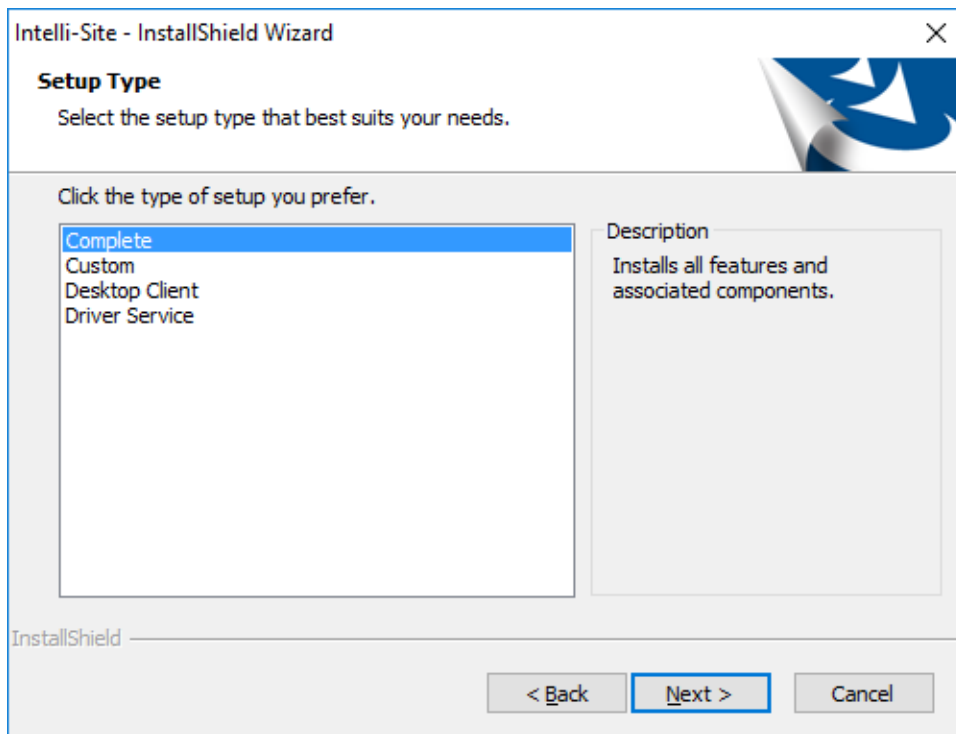 Intelli-Site - InstallShield Wizard
Setup Type
Select the setup type that best suits your needs.
Click the type of setup you prefer.
Complete
Custom
Desktop Client
Driver Service
Description
Installs all features and
associated components.
InstallShield
< Back
Next >
Cancel